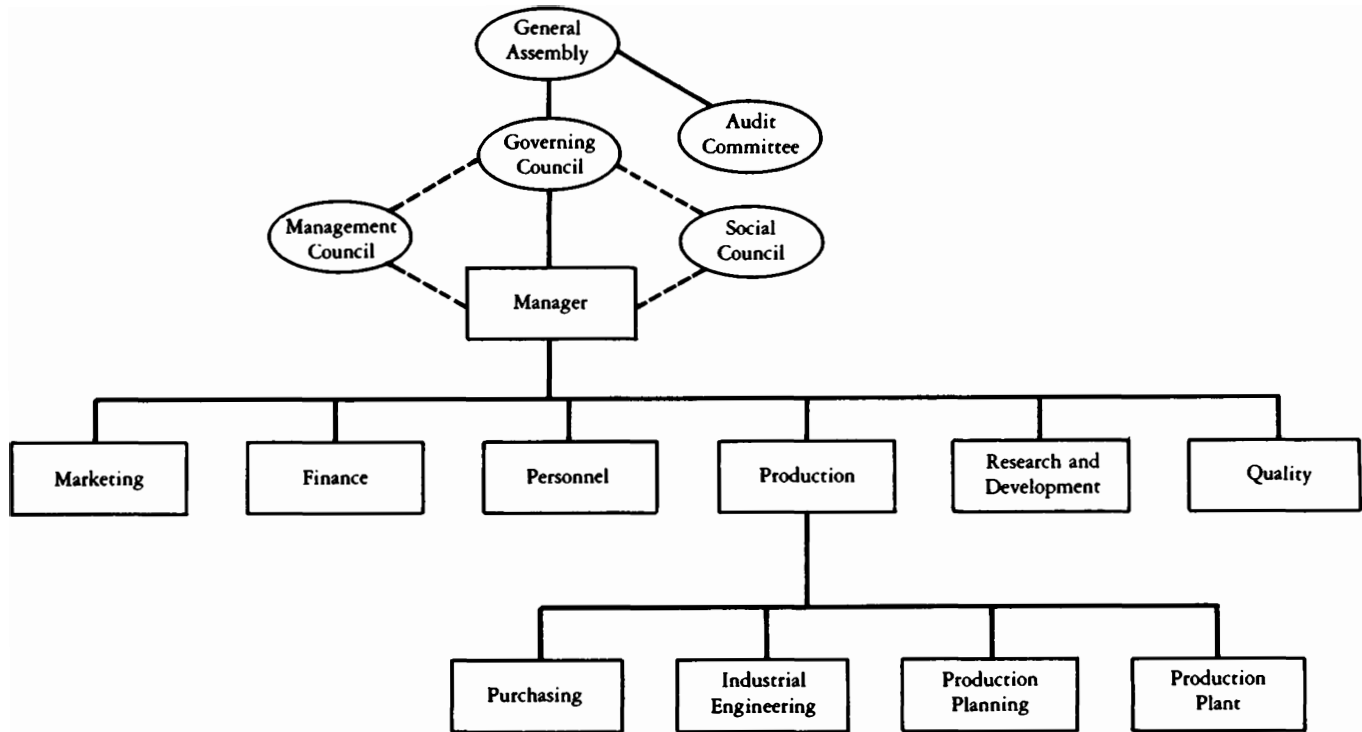 General
Assembly
Audit
Committee
Governing
Council
Management
Council
Social
Council
Manager
Marketing
Finance
Personnel
Production
Research and
Development
Quality
Purchasing
Industrial
Engineering
Production
Planning
Production
Plant